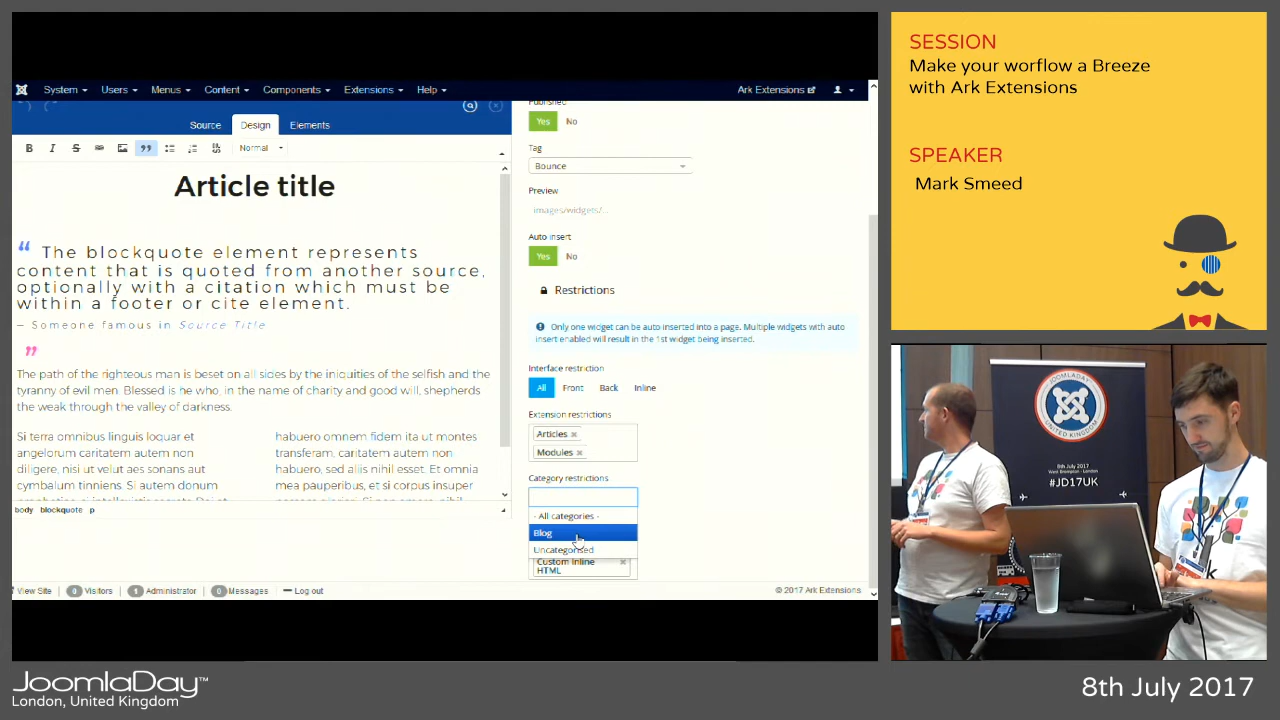 System Users Menus Content Components Extensions Help Ark Extensions
Source Design Elements
Normal
Article title
“ The blockquote element represents
content that is quoted from another source,
optionally with a citation which must be
within a footer or cite element.
– Someone famous in Source Title
”
The path of the righteous man is beset on all sides by the iniquities of the selfish and the
tyranny of evil men. Blessed is he who, in the name of charity and good will, shepherds
the weak through the valley of darkness.
Si terra omnibus linguis loquar et
angelorum caritatem autem non
diligere, nisi ut velut aes sonans aut
cymbalum tinniens. Si autem donum
habuero omnem fidem ita ut montes
transferam, caritatem autem non
habuero, sed aliis nihil esset. Et omnia
mea pauperibus et si corpus insuper
body blockquote p
Published
Yes No
Tag
Bounce
Preview
images/widgets/...
Auto insert
Yes No
Restrictions
Only one widget can be auto inserted into a page. Multiple widgets with auto
insert enabled will result in the 1st widget being inserted.
Interface restriction
All Front Back Inline
Extension restrictions
Articles
Modules
Category restrictions
- All categories -
Blog
Uncategorised
Custom Inline
HTML
View Site 0 Visitors 1 Administrator 0 Messages Log out © 2017 Ark Extensions
SESSION
Make your worflow a Breeze
with Ark Extensions
SPEAKER
Mark Smeed
JOOMLADAY
UNITED KINGDOM
8th July 2017
West Brompton - London
#JD17UK
JoomlaDay™
London, United Kingdom
8th July 2017